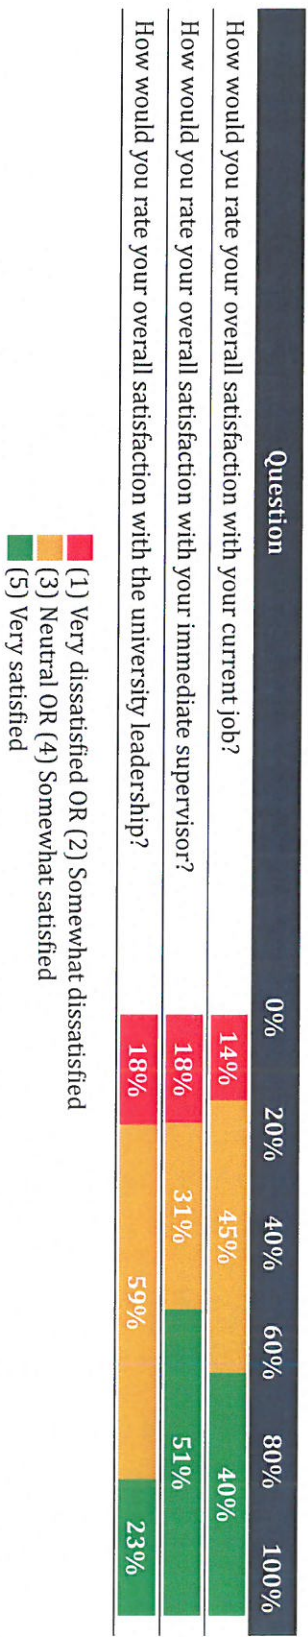 Question 0% 20% 40% 60% 80% 100%
How would you rate your overall satisfaction with your current job? 14% 45% 40%
How would you rate your overall satisfaction with your immediate supervisor? 18% 31% 51%
How would you rate your overall satisfaction with the university leadership? 18% 59% 23%
(1) Very dissatisfied OR (2) Somewhat dissatisfied
(3) Neutral OR (4) Somewhat satisfied
(5) Very satisfied